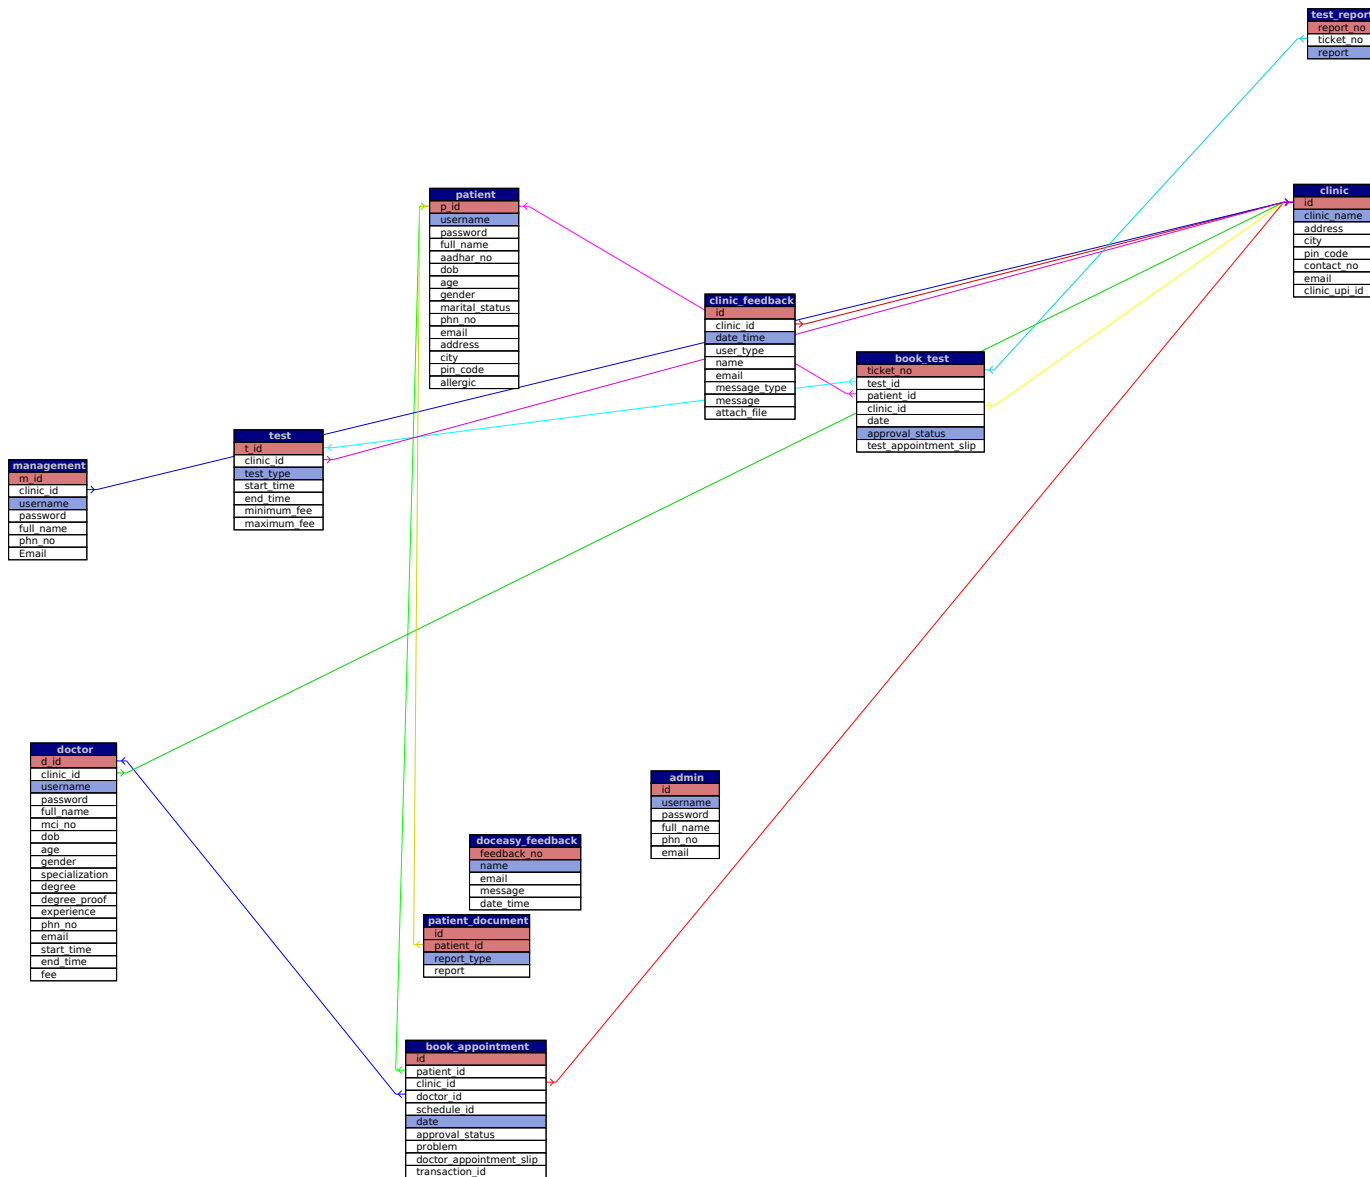 test_report
report_no
ticket_no
report
clinic
id
clinic_name
address
city
pin_code
contact_no
email
clinic_upi_id
patient
p_id
username
password
full_name
aadhar_no
dob
age
gender
marital_status
phn_no
email
address
city
pin_code
allergic
clinic_feedback
id
clinic_id
date_time
user_type
name
email
message_type
message
attach_file
book_test
ticket_no
test_id
patient_id
clinic_id
date
approval_status
test_appointment_slip
test
t_id
clinic_id
test_type
start_time
end_time
minimum_fee
maximum_fee
management
m_id
clinic_id
username
password
full_name
phn_no
Email
doctor
d_id
clinic_id
username
password
full_name
mci_no
dob
age
gender
specialization
degree
degree_proof
experience
phn_no
email
start_time
end_time
fee
admin
id
username
password
full_name
phn_no
email
doceasy_feedback
feedback_no
name
email
message
date_time
patient_document
id
patient_id
report_type
report
book_appointment
id
patient_id
clinic_id
doctor_id
schedule_id
date
approval_status
problem
doctor_appointment_slip
transaction_id